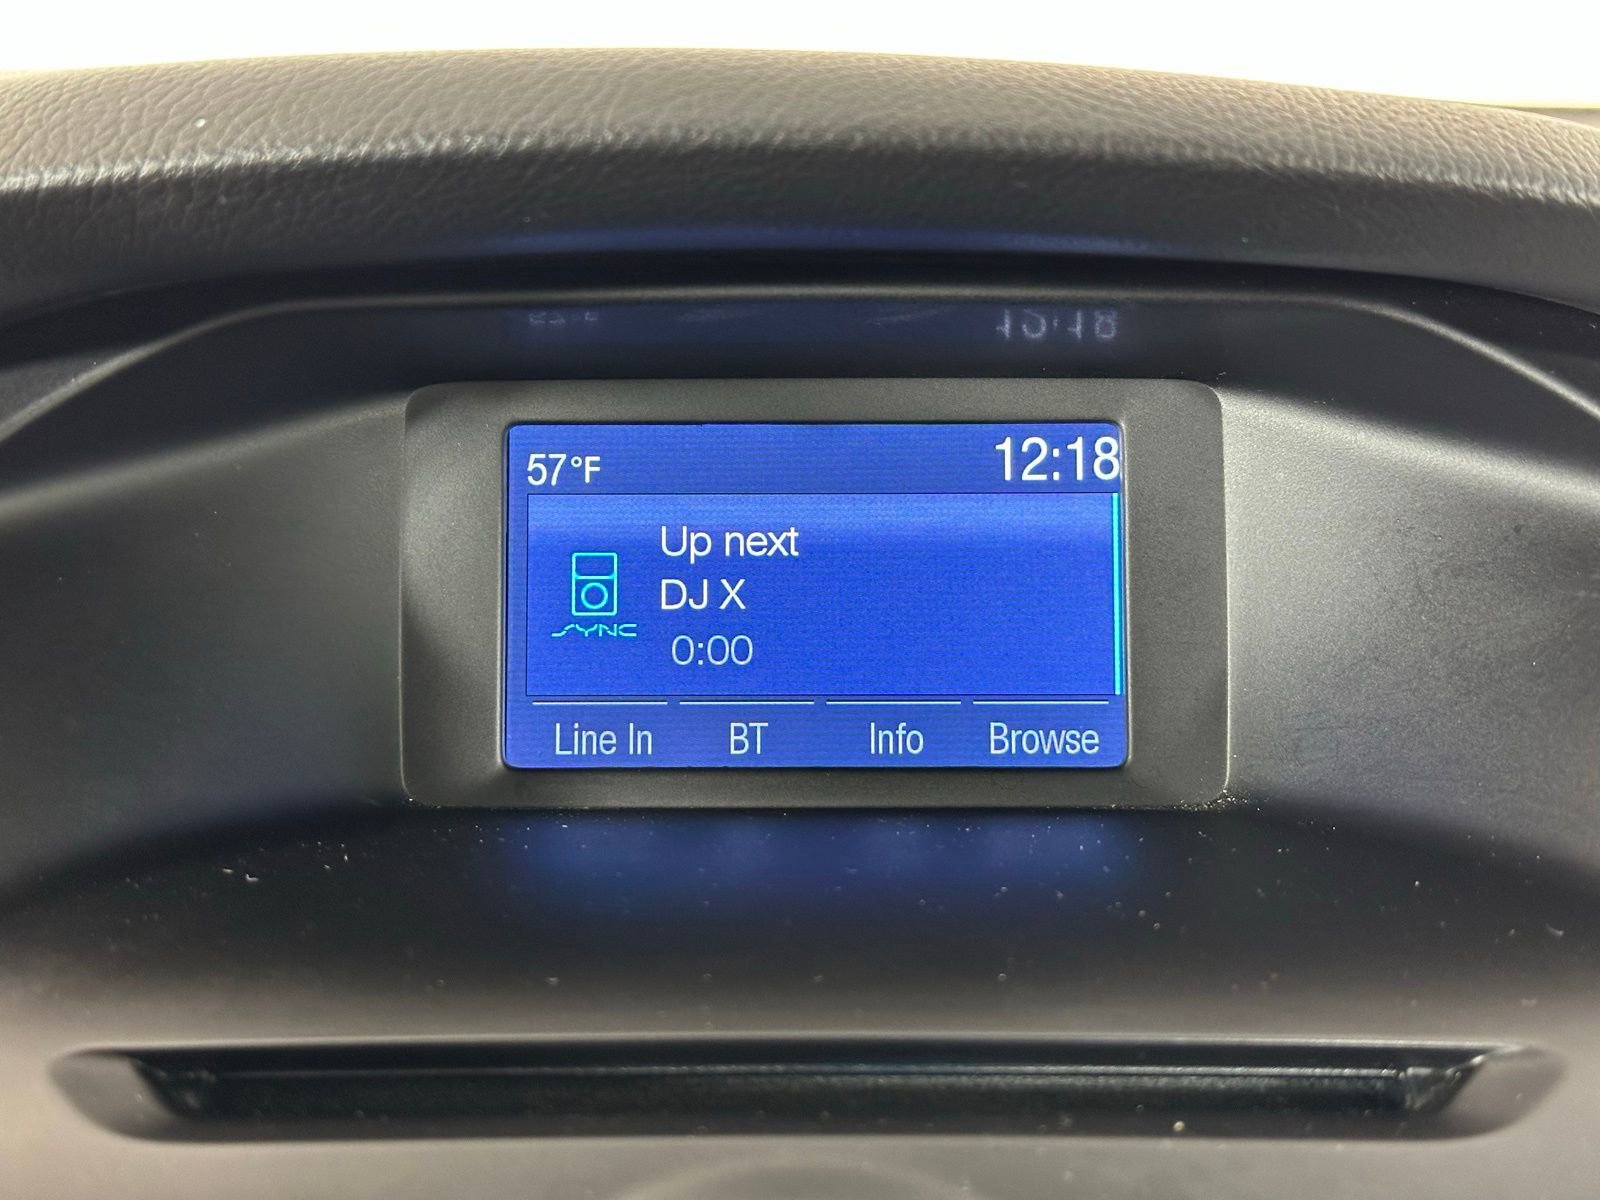 57°F
12:18
Up next
DJ X
SYNC
0:00
Line In
BT
Info
Browse